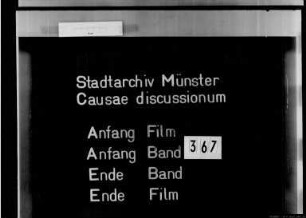 Stadtarchiv Münster
Causae discussionum
Anfang Film
Anfang Band 367
Ende Band
Ende Film